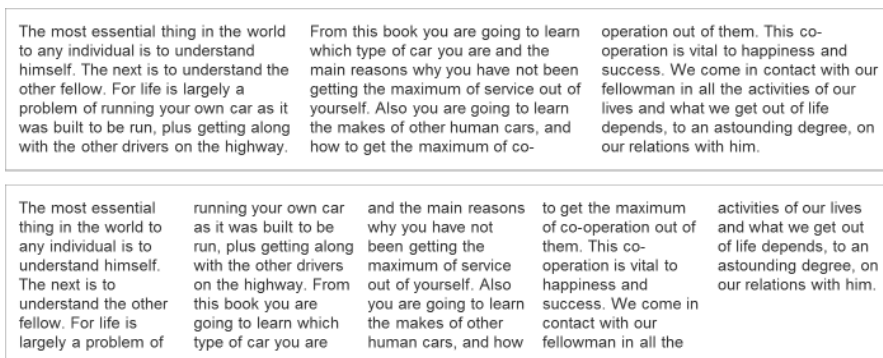 The most essential thing in the world
to any individual is to understand
himself. The next is to understand the
other fellow. For life is largely a
problem of running your own car as it
was built to be run, plus getting along
with the other drivers on the highway.
From this book you are going to learn
which type of car you are and the
main reasons why you have not been
getting the maximum of service out of
yourself. Also you are going to learn
the makes of other human cars, and
how to get the maximum of co-
operation out of them. This co-
operation is vital to happiness and
success. We come in contact with our
fellowman in all the activities of our
lives and what we get out of life
depends, to an astounding degree, on
our relations with him.
The most essential
thing in the world to
any individual is to
understand himself.
The next is to
understand the other
fellow. For life is
largely a problem of
running your own car
as it was built to be
run, plus getting along
with the other drivers
on the highway. From
this book you are
going to learn which
type of car you are
and the main reasons
why you have not
been getting the
maximum of service
out of yourself. Also
you are going to learn
the makes of other
human cars, and how
to get the maximum
of co-operation out of
them. This co-
operation is vital to
happiness and
success. We come in
contact with our
fellowman in all the
activities of our lives
and what we get out
of life depends, to an
astounding degree, on
our relations with him.